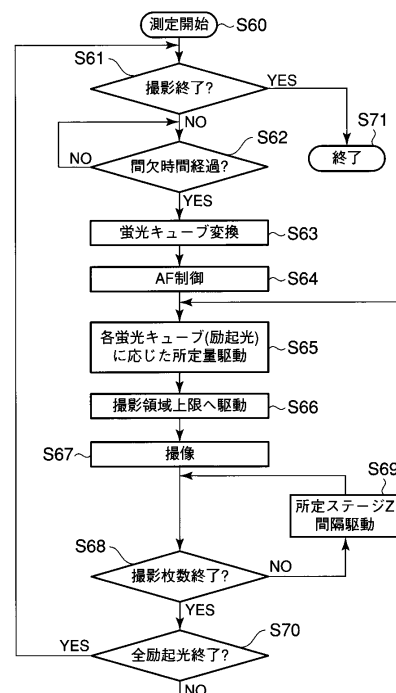 測定開始 S60
S61
撮影終了?
YES
NO
S71
終了
S62
間欠時間経過?
NO
YES
蛍光キューブ変換 S63
AF制御 S64
各蛍光キューブ(励起光)
に応じた所定量駆動 S65
撮影領域上限へ駆動 S66
S67 撮像
S69
所定ステージZ
間隔駆動
S68
撮影枚数終了?
NO
YES
S70
全励起光終了?
YES
NO